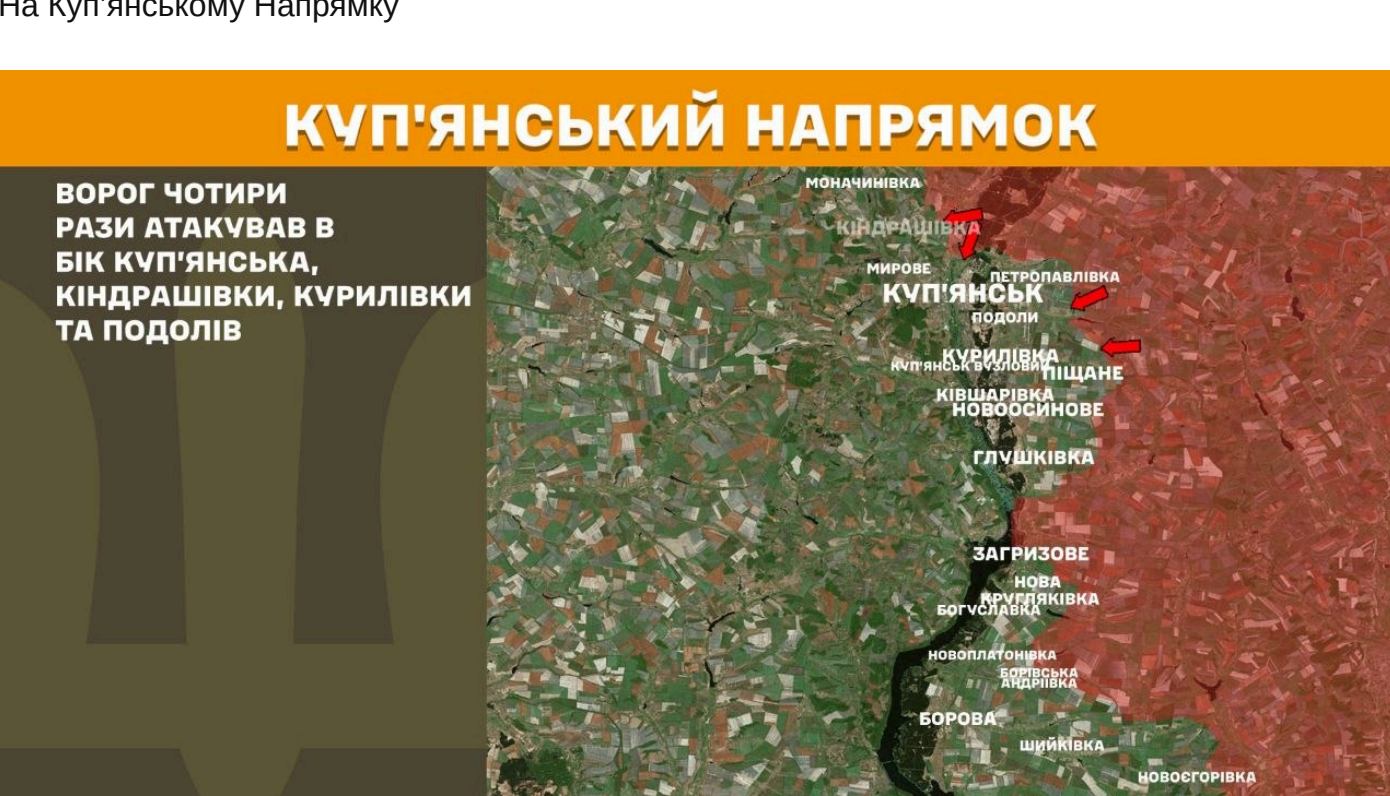 На Куп'янському Напрямку
КУП'ЯНСЬКИЙ НАПРЯМОК
ВОРОГ ЧОТИРИ
РАЗИ АТАКУВАВ В
БІК КУП'ЯНСЬКА,
КІНДРАШІВКИ, КУРИЛІВКИ
ТА ПОДОЛІВ
МОНАЧИНІВКА
КІНДРАШІВКА
МИРОВЕ
ПЕТРОПАВЛІВКА
КУП'ЯНСЬК
ПОДОЛИ
КУРИЛІВКА
КУП'ЯНСЬК ВУЗЛОВИЙ
ПІЩАНЕ
КІВШАРІВКА
НОВООСИНОВЕ
ГЛУШКІВКА
ЗАГРИЗОВЕ
НОВА
КРУГЛЯКІВКА
БОГУСЛАВКА
НОВОПЛАТОНІВКА
БОРІВСЬКА
АНДРІІВКА
БОРОВА
ШИЙКІВКА
НОВОЄГОРІВКА